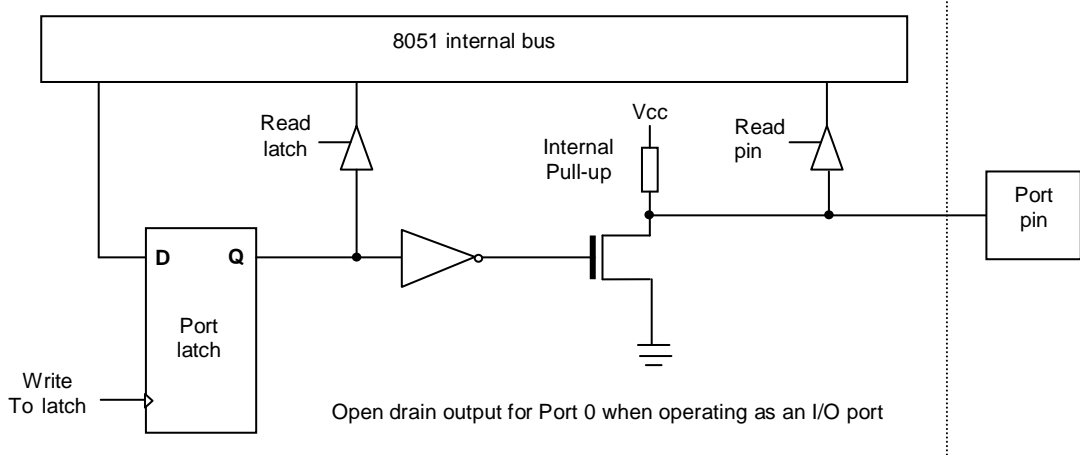 8051 internal bus
Read
latch
Vcc
Internal
Pull-up
Read
pin
Port
pin
D
Q
Port
latch
Write
To latch
Open drain output for Port 0 when operating as an I/O port